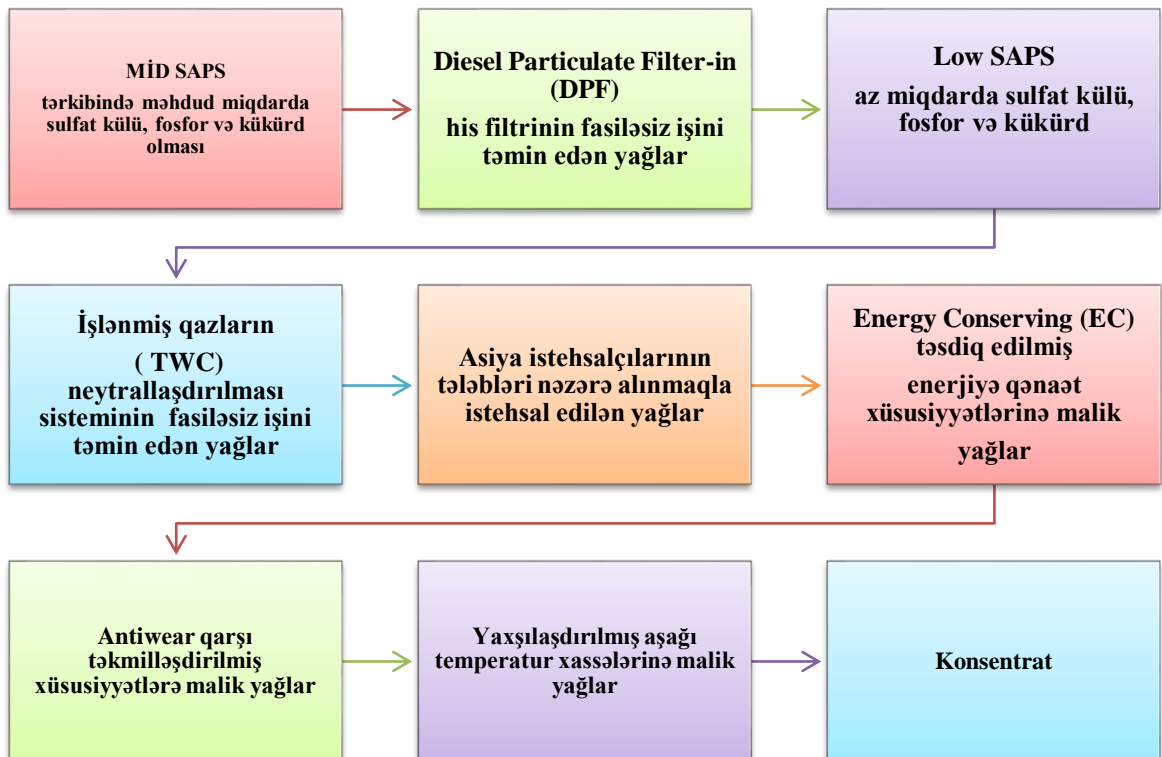 MİD SAPS
tərkibində məhdud miqdarda
sulfat külü, fosfor və kükürd
olması
Diesel Particulate Filter-in
(DPF)
his filtrinin fasiləsiz işini
təmin edən yağlar
Low SAPS
az miqdarda sulfat külü,
fosfor və kükürd
İşlənmiş qazların
( TWC)
neytrallaşdırılması
sisteminin fasiləsiz işini
təmin edən yağlar
Asiya istehsalçılarının
tələbləri nəzərə alınmaqla
istehsal edilən yağlar
Energy Conserving (EC)
təsdiq edilmiş
enerjiyə qənaət
xüsusiyyətlərinə malik
yağlar
Antiwear qarşı
təkmilləşdirilmiş
xüsusiyyətlərə malik yağlar
Yaxşılaşdırılmış aşağı
temperatur xassələrinə malik
yağlar
Konsentrat